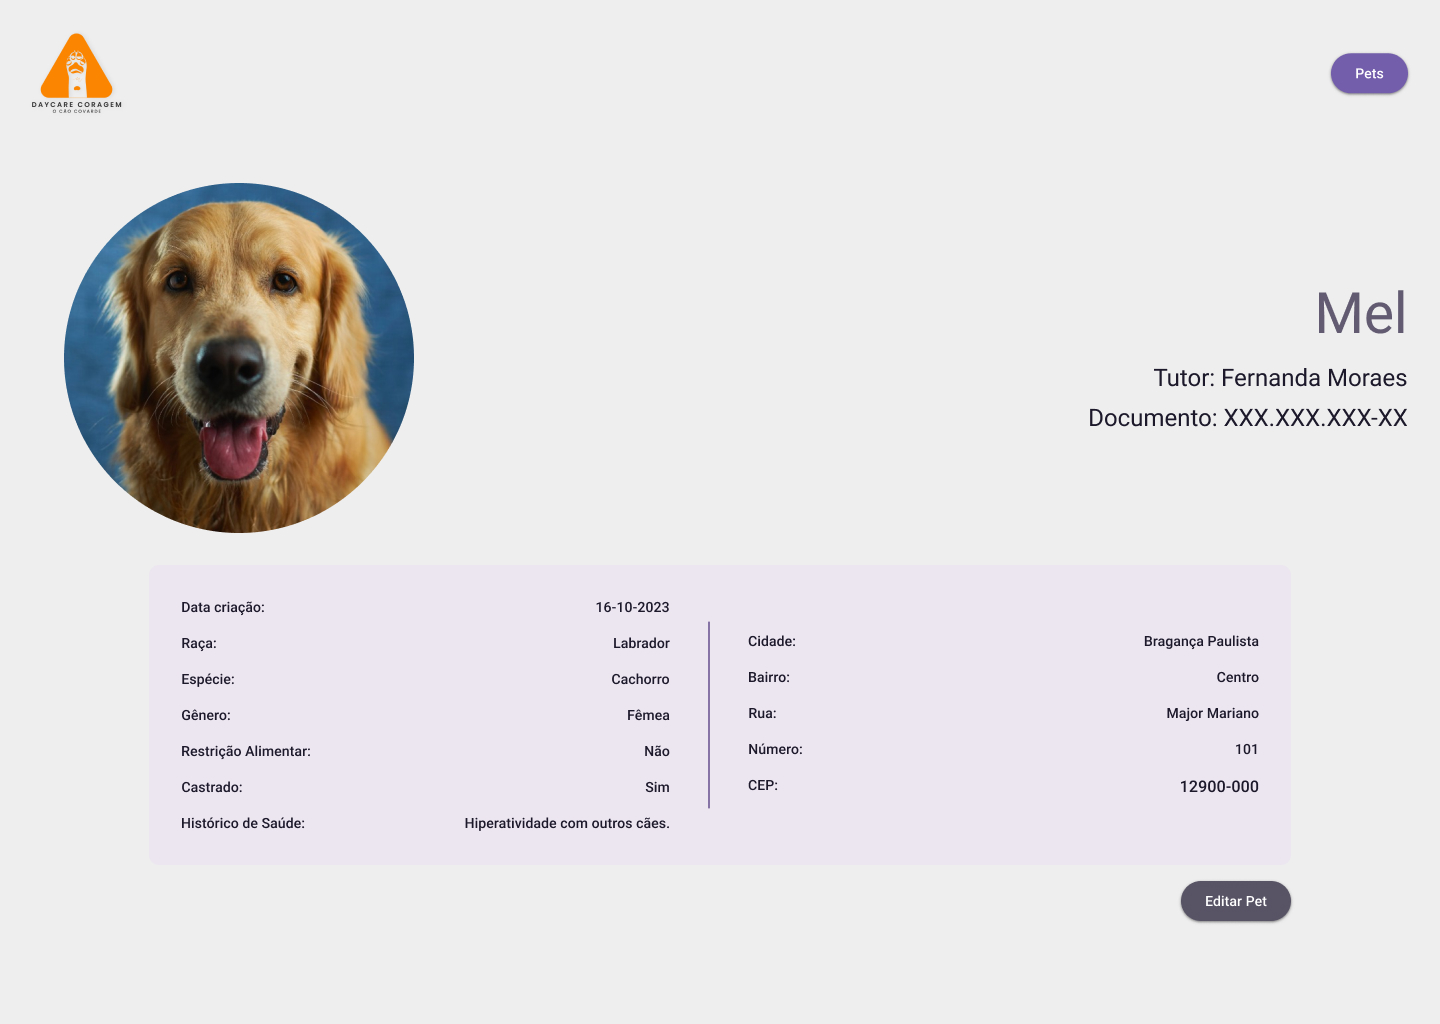 DAYCARE CORAGEM
O CÃO COVARDE
Pets
Mel
Tutor: Fernanda Moraes
Documento: XXX.XXX.XXX-XX
Data criação: 16-10-2023
Raça: Labrador
Espécie: Cachorro
Gênero: Fêmea
Restrição Alimentar: Não
Castrado: Sim
Histórico de Saúde: Hiperatividade com outros cães.
Cidade: Bragança Paulista
Bairro: Centro
Rua: Major Mariano
Número: 101
CEP: 12900-000
Editar Pet